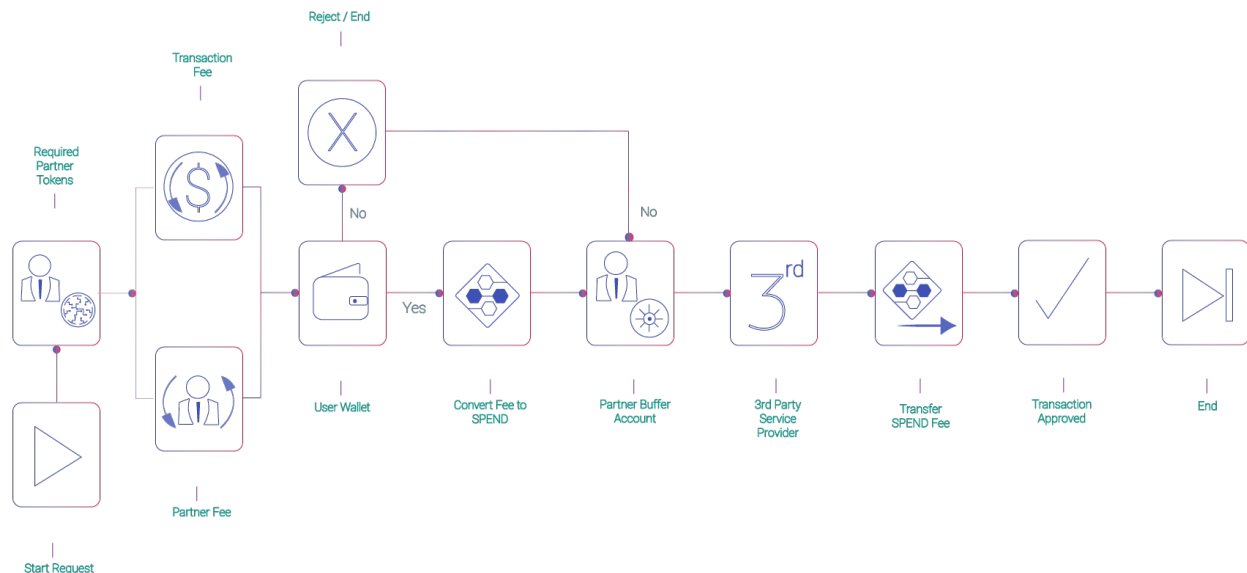 Reject / End
Transaction
Fee
$
X
Required
Partner
Tokens
No
No
Yes
3rd
User Wallet
Convert Fee to
SPEND
Partner Buffer
Account
3rd Party
Service
Provider
Transfer
SPEND Fee
Transaction
Approved
End
Partner Fee
Start Request